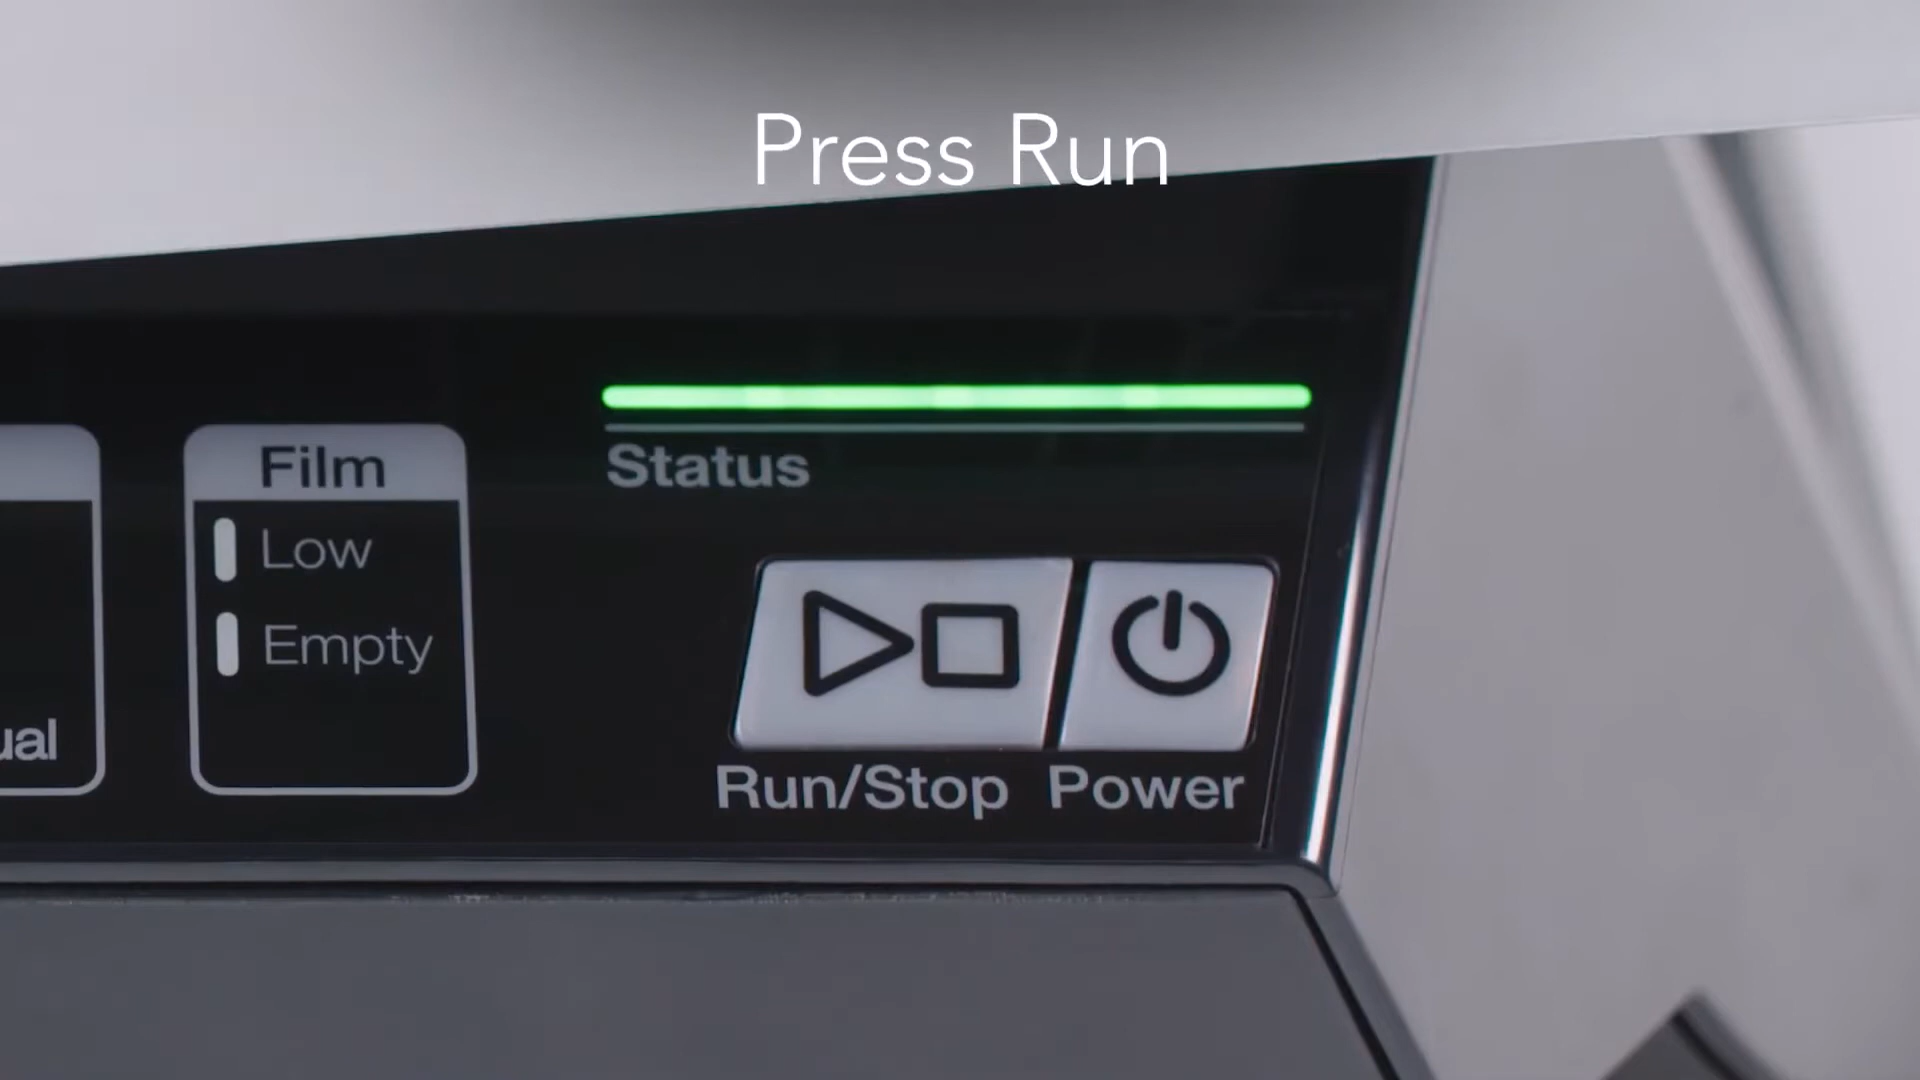 Press Run
Status
Film
Low
Empty
ual
Run/Stop
Power